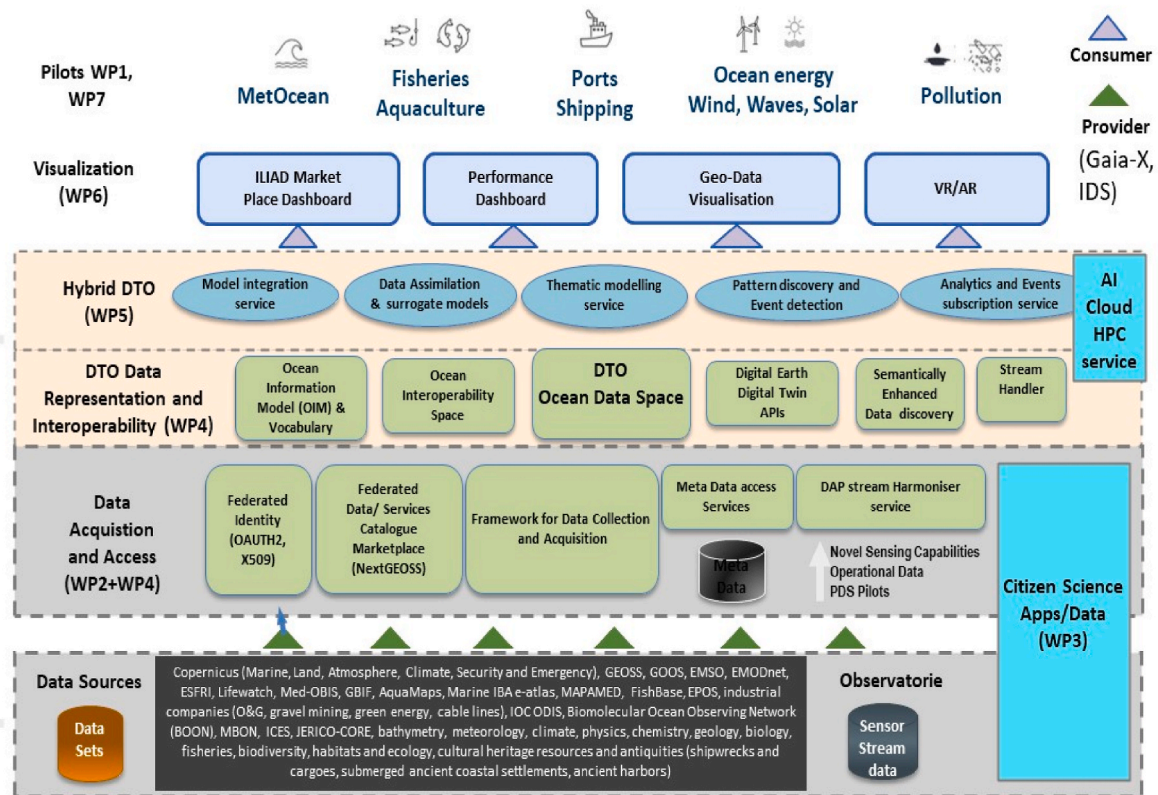 Pilots WP1,
WP7
MetOcean
Fisheries
Aquaculture
Ports
Shipping
Ocean energy
Wind, Waves, Solar
Pollution
Consumer
Provider
(Gaia-X,
IDS)
Visualization
(WP6)
ILIAD Market
Place Dashboard
Performance
Dashboard
Geo-Data
Visualisation
VR/AR
Hybrid DTO
(WP5)
Model integration
service
Data Assimilation
& surrogate models
Thematic modelling
service
Pattern discovery and
Event detection
Analytics and Events
subscription service
AI
Cloud
HPC
service
DTO Data
Representation and
Interoperability (WP4)
Ocean
Information
Model (OIM) &
Vocabulary
Ocean
Interoperability
Space
DTO
Ocean Data Space
Digital Earth
Digital Twin
APIs
Semantically
Enhanced
Data discovery
Stream
Handler
Data
Acquistion
and Access
(WP2+WP4)
Federated
Identity
(OAUTH2,
X509)
Federated
Data/ Services
Catalogue
Marketplace
(NextGEOSS)
Framework for Data Collection
and Acquisition
Meta Data access
Services
Meta
Data
DAP stream Harmoniser
service
Novel Sensing Capabilities
Operational Data
PDS Pilots
Citizen Science
Apps/Data
(WP3)
Data Sources
Data
Sets
Copernicus (Marine, Land, Atmosphere, Climate, Security and Emergency), GEOSS, GOOS, EMSO, EMODnet,
ESFRI, Lifewatch, Med-OBIS, GBIF, AquaMaps, Marine IBA e-atlas, MAPAMED, FishBase, EPOS, industrial
companies (O&G, gravel mining, green energy, cable lines), IOC ODIS, Biomolecular Ocean Observing Network
(BOON), MBON, ICES, JERICO-CORE, bathymetry, meteorology, climate, physics, chemistry, geology, biology,
fisheries, biodiversity, habitats and ecology, cultural heritage resources and antiquities (shipwrecks and
cargoes, submerged ancient coastal settlements, ancient harbors)
Observatorie
Sensor
Stream
data